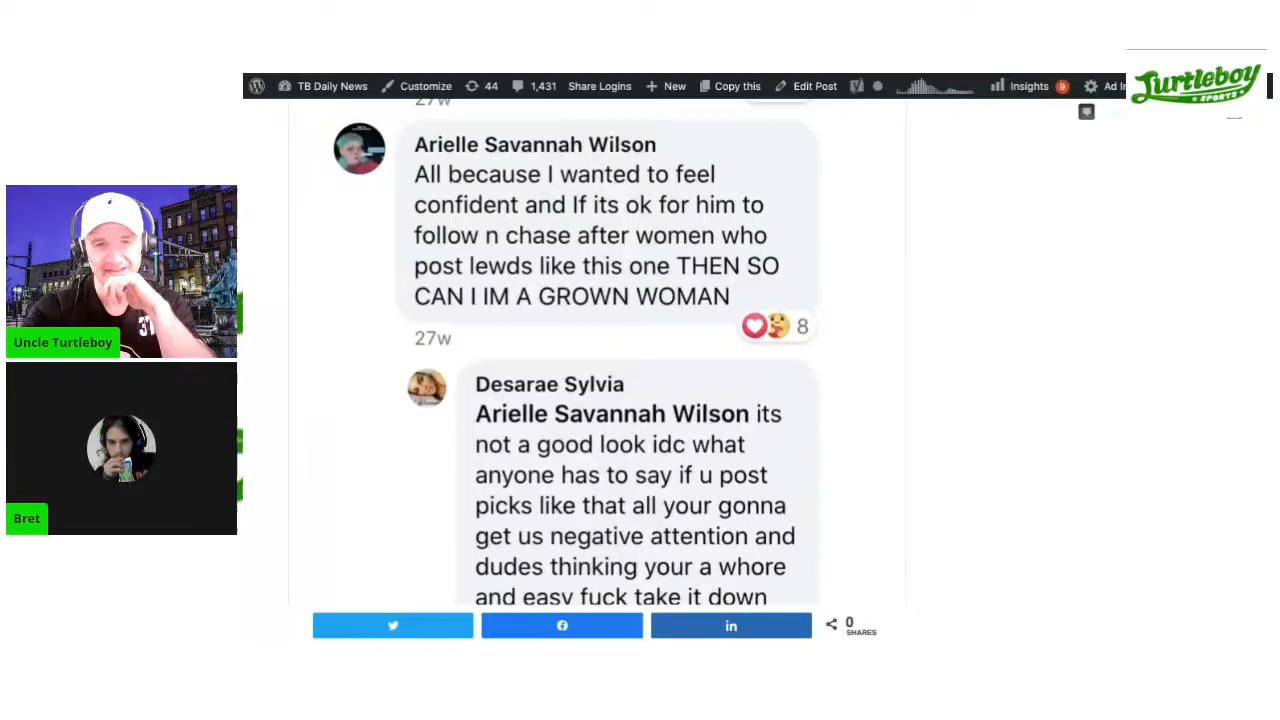 TB Daily News Customize 44 1,431 Share Logins New Copy this Edit Post Insights 9
Turtleboy
SPORTS
27w
Arielle Savannah Wilson
All because I wanted to feel
confident and If its ok for him to
follow n chase after women who
post lewds like this one THEN SO
CAN I IM A GROWN WOMAN
8
27w
Desarae Sylvia
Arielle Savannah Wilson its
not a good look idc what
anyone has to say if u post
picks like that all your gonna
get us negative attention and
dudes thinking your a whore
and easy fuck take it down
Uncle Turtleboy
Bret
0
SHARES